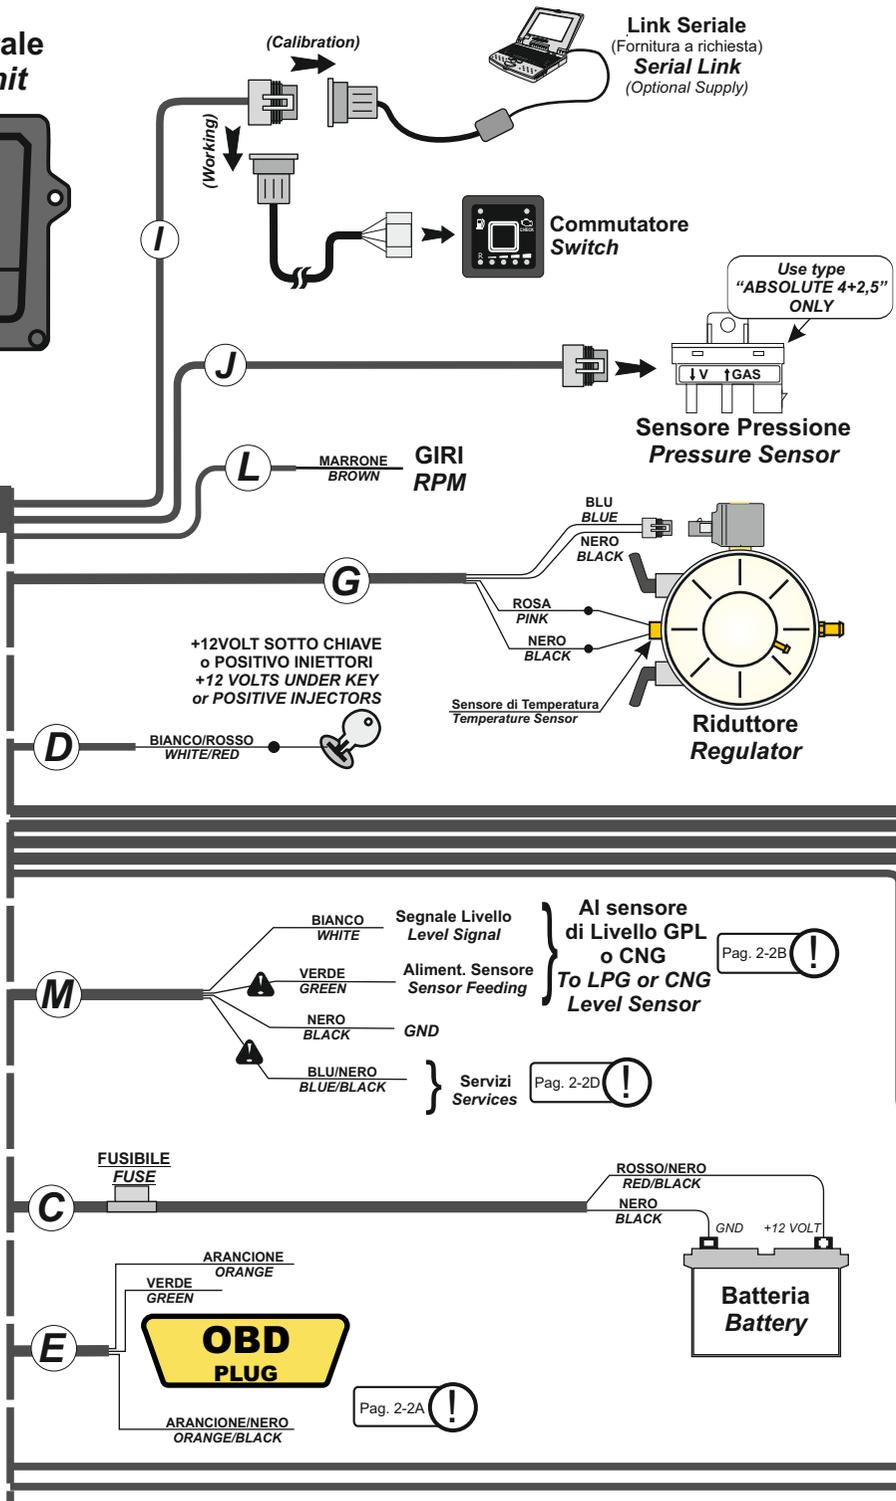 ale
nit
(Calibration)
Link Seriale
(Fornitura a richiesta)
Serial Link
(Optional Supply)
(Working)
I
CHECK
R
Commutatore
Switch
Use type
“ABSOLUTE 4+2,5”
ONLY
J
V GAS
Sensore Pressione
Pressure Sensor
L
MARRONE
BROWN
GIRI
RPM
BLU
BLUE
NERO
BLACK
G
ROSA
PINK
NERO
BLACK
Sensore di Temperatura
Temperature Sensor
Riduttore
Regulator
+12VOLT SOTTO CHIAVE
o POSITIVO INIETTORI
+12 VOLTS UNDER KEY
or POSITIVE INJECTORS
D
BIANCO/ROSSO
WHITE/RED
M
BIANCO
WHITE
Segnale Livello
Level Signal
VERDE
GREEN
Aliment. Sensore
Sensor Feeding
Al sensore
di Livello GPL
o CNG
To LPG or CNG
Level Sensor
Pag. 2-2B
!
NERO
BLACK
GND
BLU/NERO
BLUE/BLACK
Servizi
Services
Pag. 2-2D
!
FUSIBILE
FUSE
C
ROSSO/NERO
RED/BLACK
NERO
BLACK
GND
+12 VOLT
Batteria
Battery
ARANCIONE
ORANGE
VERDE
GREEN
E
OBD
PLUG
Pag. 2-2A
!
ARANCIONE/NERO
ORANGE/BLACK